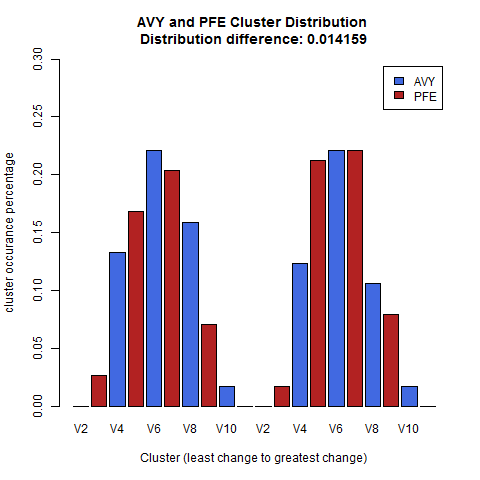 AVY and PFE Cluster Distribution
Distribution difference: 0.014159
AVY
PFE
cluster occurance percentage
0.30
0.25
0.20
0.15
0.10
0.05
0.00
V2 V4 V6 V8 V10 V2 V4 V6 V8 V10
Cluster (least change to greatest change)